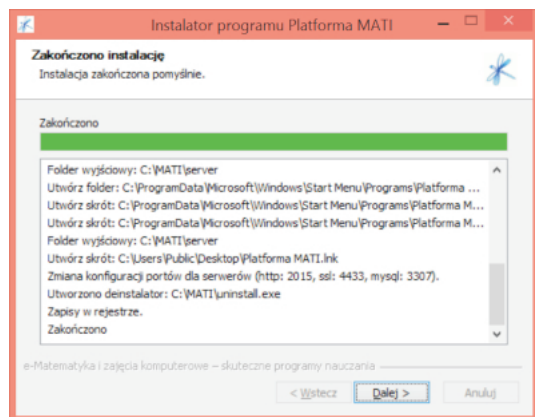 Instalator programu Platforma MATI
Zakończono instalację
Instalacja zakończona pomyślnie.
Zakończono
Folder wyjściowy: C:\MATI\server
Utwórz folder: C:\ProgramData\Microsoft\Windows\Start Menu\Programs\Platforma ...
Utwórz skrót: C:\ProgramData\Microsoft\Windows\Start Menu\Programs\Platforma M...
Utwórz skrót: C:\ProgramData\Microsoft\Windows\Start Menu\Programs\Platforma M...
Folder wyjściowy: C:\MATI\server
Utwórz skrót: C:\Users\Public\Desktop\Platforma MATI.lnk
Zmiana konfiguracji portów dla serwerów (http: 2015, ssl: 4433, mysql: 3307).
Utworzono deinstalator: C:\MATI\uninstall.exe
Zapisy w rejestrze.
Zakończono
e-Matematyka i zajęcia komputerowe – skuteczne programy nauczania
< Wstecz Dalej > Anuluj